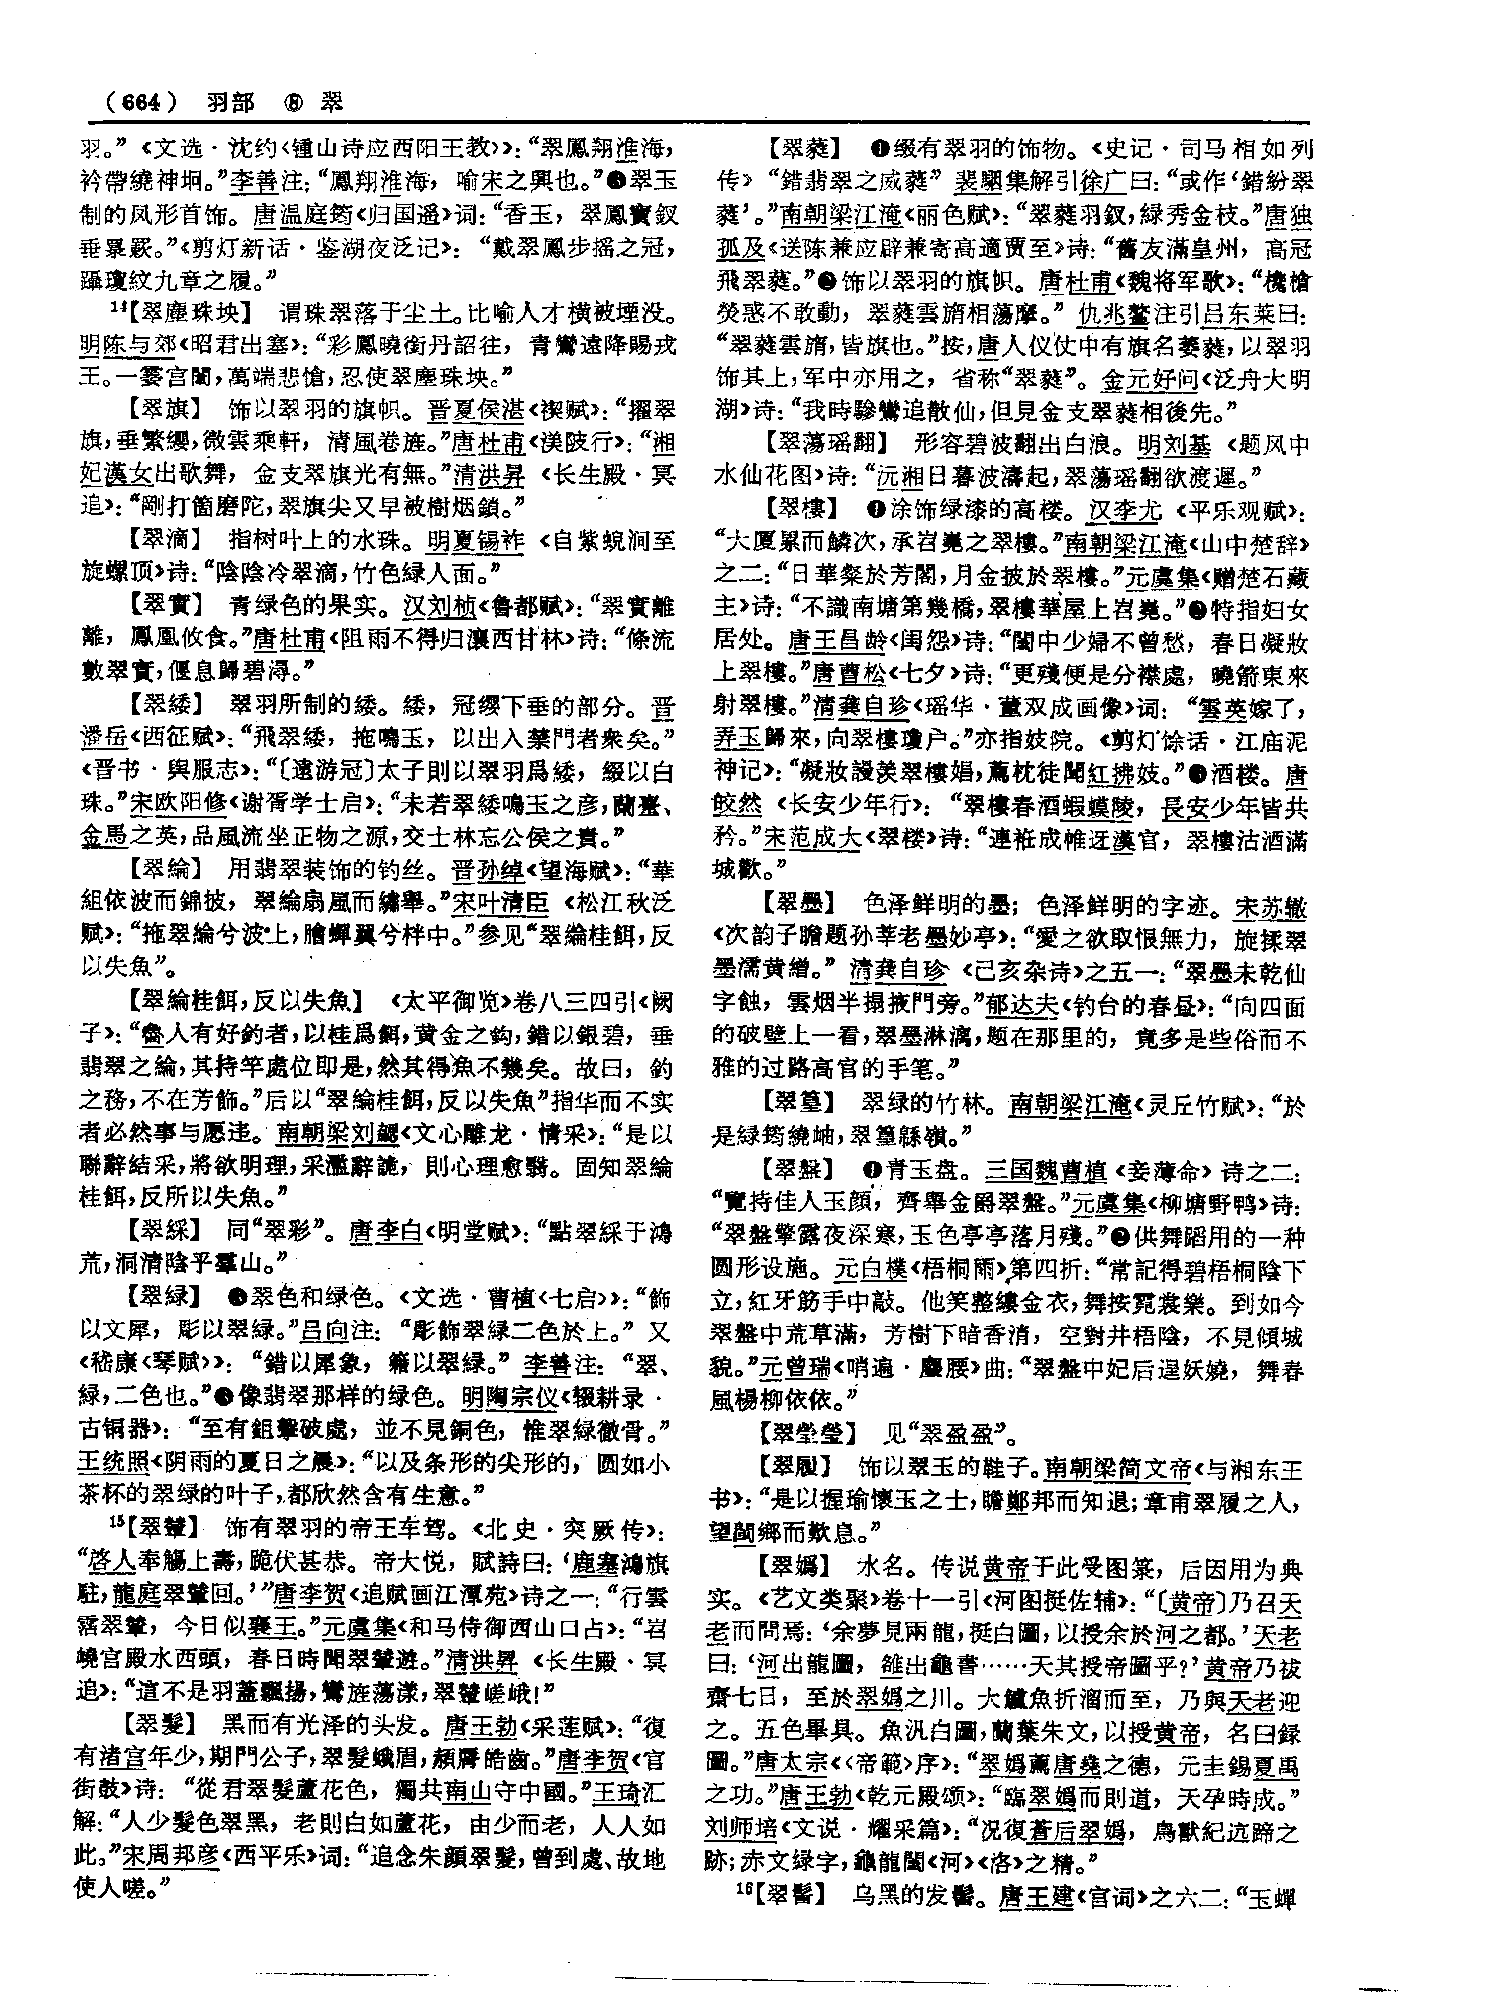 （664） 羽部 ⑧ 翠
羽。”《文选·沈约〈锺山诗应西阳王教〉》：“翠鳳翔淮海，
衿帶繞神坰。”李善注：“鳳翔淮海，喻宋之興也。”❸翠玉
制的凤形首饰。唐温庭筠《归国遥》词：“香玉，翠鳳寶釵
垂㔩䍁。”《剪灯新话·鉴湖夜泛记》：“戴翠鳳步摇之冠，
躡瓊紋九章之履。”
¹⁴【翠塵珠坱】 谓珠翠落于尘土。比喻人才横被堙没。
明陈与郊《昭君出塞》：“彩鳳曉銜丹詔往，青鸞遠降賜戎
王。一霎宫闈，萬端悲愴，忍使翠塵珠坱。”
【翠旗】 饰以翠羽的旗帜。晋夏侯湛《禊赋》：“擢翠
旗，垂繁缨，微雲乘軒，清風卷旌。”唐杜甫《渼陂行》：“湘
妃漢女出歌舞，金支翠旗光有無。”清洪昇《长生殿·冥
追》：“剛打箇磨陀，翠旗尖又早被樹烟鎖。”
【翠滴】 指树叶上的水珠。明夏锡祚《自紫蜺涧至
旋螺顶》诗：“陰陰冷翠滴，竹色緑人面。”
【翠實】 青绿色的果实。汉刘桢《鲁都赋》：“翠實離
離，鳳凰攸食。”唐杜甫《阻雨不得归瀼西甘林》诗：“條流
數翠實，偃息歸碧潯。”
【翠緌】 翠羽所制的緌。緌，冠缨下垂的部分。晋
潘岳《西征赋》：“飛翠緌，拖鳴玉，以出入禁門者衆矣。”
《晋书·舆服志》：“〔遠游冠〕太子則以翠羽爲緌，綴以白
珠。”宋欧阳修《谢胥学士启》：“未若翠緌鳴玉之彦，蘭臺、
金馬之英，品風流坐正物之源，交士林忘公侯之貴。”
【翠綸】 用翡翠装饰的钓丝。晋孙绰《望海赋》：“華
組依波而錦披，翠綸扇風而繡舉。”宋叶清臣《松江秋泛
赋》：“拖翠綸兮波上，膾蟬翼兮柈中。”参见“翠綸桂餌，反
以失魚”。
【翠綸桂餌，反以失魚】 《太平御览》卷八三四引《阙
子》：“魯人有好釣者，以桂爲餌，黄金之鈎，錯以銀碧，垂
翡翠之綸，其持竿處位即是，然其得魚不幾矣。故曰，釣
之務，不在芳飾。”后以“翠綸桂餌，反以失魚”指华而不实
者必然事与愿违。南朝梁刘勰《文心雕龙·情采》：“是以
聯辭結采，將欲明理，采濫辭詭，則心理愈翳。固知翠綸
桂餌，反所以失魚。”
【翠綵】 同“翠彩”。唐李白《明堂赋》：“點翠綵于鴻
荒，洞清陰乎羣山。”
【翠緑】 ❶翠色和绿色。《文选·曹植〈七启〉》：“飾
以文犀，彫以翠緑。”吕向注：“彫飾翠緑二色於上。”又
《嵇康〈琴赋〉》：“錯以犀象，籍以翠緑。”李善注：“翠、
緑，二色也。”❷像翡翠那样的绿色。明陶宗仪《辍耕录·
古铜器》：“至有鋤擊破處，並不見銅色，惟翠緑徹骨。”
王统照《阴雨的夏日之晨》：“以及条形的尖形的，圆如小
茶杯的翠绿的叶子，都欣然含有生意。”
¹⁵【翠輦】 饰有翠羽的帝王车驾。《北史·突厥传》：
“啓人奉觴上壽，跪伏甚恭。帝大悦，賦詩曰：‘鹿塞鴻旗
駐，龍庭翠輦回。’”唐李贺《追赋画江潭苑》诗之一：“行雲
霑翠輦，今日似襄王。”元虞集《和马侍御西山口占》：“岧
嶢宫殿水西頭，春日時聞翠輦遊。”清洪昇《长生殿·冥
追》：“這不是羽蓋飄揚，鸞旌蕩漾，翠輦嵯峨！”
【翠髮】 黑而有光泽的头发。唐王勃《采莲赋》：“復
有渚宫年少，期門公子，翠髮蛾眉，頳脣皓齒。”唐李贺《官
街鼓》诗：“從君翠髮蘆花色，獨共南山守中國。”王琦汇
解：“人少髮色翠黑，老則白如蘆花，由少而老，人人如
此。”宋周邦彦《西平乐》词：“追念朱顔翠髮，曾到處、故地
使人嗟。”
【翠蕤】 ❶缀有翠羽的饰物。《史记·司马相如列
传》“錯翡翠之威蕤”裴駰集解引徐广曰：“或作‘錯紛翠
蕤’。”南朝梁江淹《丽色赋》：“翠蕤羽釵，緑秀金枝。”唐独
孤及《送陈兼应辟兼寄高適贾至》诗：“舊友滿皇州，高冠
飛翠蕤。”❷饰以翠羽的旗帜。唐杜甫《魏将军歌》：“欃槍
熒惑不敢動，翠蕤雲旓相蕩摩。”仇兆鳌注引吕东莱曰：
“翠蕤雲旓，皆旗也。”按，唐人仪仗中有旗名葳蕤，以翠羽
饰其上，军中亦用之，省称“翠蕤”。金元好问《泛舟大明
湖》诗：“我時驂鸞追散仙，但見金支翠蕤相後先。”
【翠蕩瑶翻】 形容碧波翻出白浪。明刘基《题风中
水仙花图》诗：“沅湘日暮波濤起，翠蕩瑶翻欲渡遲。”
【翠樓】 ❶涂饰绿漆的高楼。汉李尤《平乐观赋》：
“大厦累而鱗次，承岧嶤之翠樓。”南朝梁江淹《山中楚辞》
之二：“日華粲於芳閣，月金披於翠樓。”元虞集《赠楚石藏
主》诗：“不識南塘第幾橋，翠樓華屋上岧嶤。”❷特指妇女
居处。唐王昌龄《闺怨》诗：“閨中少婦不曾愁，春日凝妝
上翠樓。”唐曹松《七夕》诗：“更殘便是分襟處，曉箭東來
射翠樓。”清龚自珍《瑶华·董双成画像》词：“雲英嫁了，
弄玉歸來，向翠樓瓊户。”亦指妓院。《剪灯馀话·江庙泥
神记》：“凝妝謾羡翠樓娼，薦枕徒聞紅拂妓。”❸酒楼。唐
皎然《长安少年行》：“翠樓春酒蝦蟆陵，長安少年皆共
矜。”宋范成大《翠楼》诗：“連袵成帷迓漢官，翠樓沽酒滿
城歡。”
【翠墨】 色泽鲜明的墨；色泽鲜明的字迹。宋苏辙
《次韵子瞻题孙莘老墨妙亭》：“愛之欲取恨無力，旋揉翠
墨濡黄繒。”清龚自珍《己亥杂诗》之五一：“翠墨未乾仙
字蝕，雲烟半搨掖門旁。”郁达夫《钓台的春昼》：“向四面
的破壁上一看，翠墨淋漓，题在那里的，竟多是些俗而不
雅的过路高官的手笔。”
【翠篁】 翠绿的竹林。南朝梁江淹《灵丘竹赋》：“於
是緑筠繞岫，翠篁緜嶺。”
【翠盤】 ❶青玉盘。三国魏曹植《妾薄命》诗之二：
“覽持佳人玉顔，齊舉金爵翠盤。”元虞集《柳塘野鸭》诗：
“翠盤擎露夜深寒，玉色亭亭落月殘。”❷供舞蹈用的一种
圆形设施。元白樸《梧桐雨》第四折：“常記得碧梧桐陰下
立，紅牙筯手中敲。他笑整縷金衣，舞按霓裳樂。到如今
翠盤中荒草滿，芳樹下暗香消，空對井梧陰，不見傾城
貌。”元曾瑞《哨遍·麈腰》曲：“翠盤中妃后逞妖嬈，舞春
風楊柳依依。”
【翠瑩瑩】 见“翠盈盈”。
【翠履】 饰以翠玉的鞋子。南朝梁简文帝《与湘东王
书》：“是以握瑜懷玉之士，瞻鄭邦而知退；章甫翠履之人，
望閩鄉而歎息。”
【翠嬀】 水名。传说黄帝于此受图箓，后因用为典
实。《艺文类聚》卷十一引《河图挺佐辅》：“〔黄帝〕乃召天
老而問焉：‘余夢見兩龍，挺白圖，以授余於河之都。’天老
曰：‘河出龍圖，雒出龜書……天其授帝圖乎？’黄帝乃祓
齋七日，至於翠嬀之川。大鱸魚折溜而至，乃與天老迎
之。五色畢具。魚汎白圖，蘭葉朱文，以授黄帝，名曰録
圖。”唐太宗《〈帝範〉序》：“翠嬀薦唐堯之德，元圭錫夏禹
之功。”唐王勃《乾元殿颂》：“臨翠嬀而則道，天孕時成。”
刘师培《文说·耀采篇》：“况復蒼后翠嬀，鳥獸紀迒蹄之
跡；赤文绿字，龜龍闡《河》《洛》之精。”
¹⁶【翠髻】 乌黑的发髻。唐王建《宫词》之六二：“玉蟬